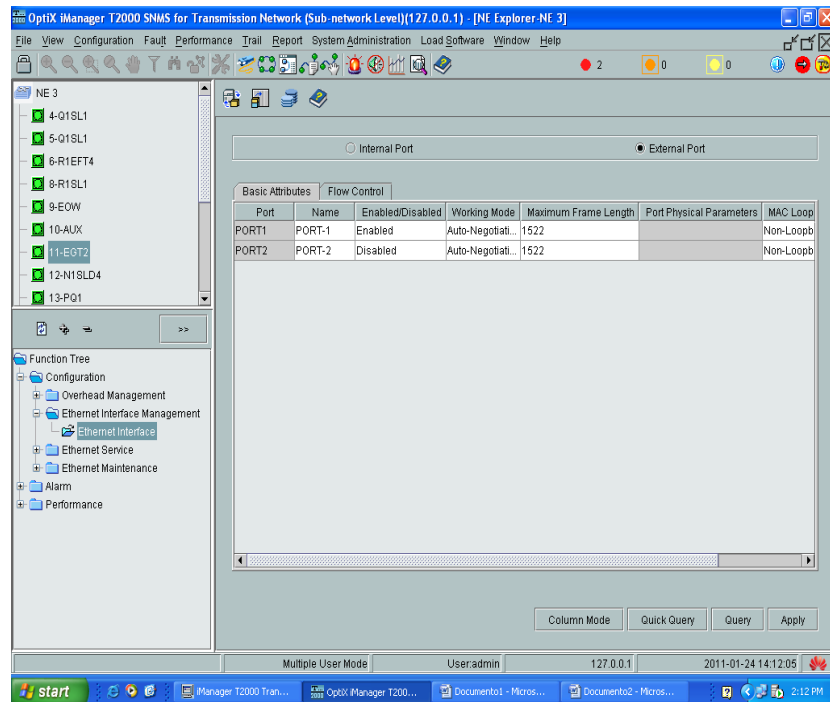 OptiX iManager T2000 SNMS for Transmission Network (Sub-network Level)(127.0.0.1) - [NE Explorer-NE 3]
File View Configuration Fault Performance Trail Report System Administration Load Software Window Help
2 0 0
NE 3
4-Q1SL1
5-Q1SL1
6-R1EFT4
8-R1SL1
9-EOW
10-AUX
11-EGT2
12-N1SLD4
13-PQ1
>>
Function Tree
Configuration
Overhead Management
Ethernet Interface Management
Ethernet Interface
Ethernet Service
Ethernet Maintenance
Alarm
Performance
Internal Port External Port
Basic Attributes Flow Control
Port Name Enabled/Disabled Working Mode Maximum Frame Length Port Physical Parameters MAC Loop
PORT1 PORT-1 Enabled Auto-Negotiati... 1522 Non-Loopb
PORT2 PORT-2 Disabled Auto-Negotiati... 1522 Non-Loopb
Column Mode Quick Query Query Apply
Multiple User Mode User:admin 127.0.0.1 2011-01-24 14:12:05
start iManager T2000 Tran... OptiX iManager T200... Documento1 - Micros... Documento2 - Micros... 2:12 PM